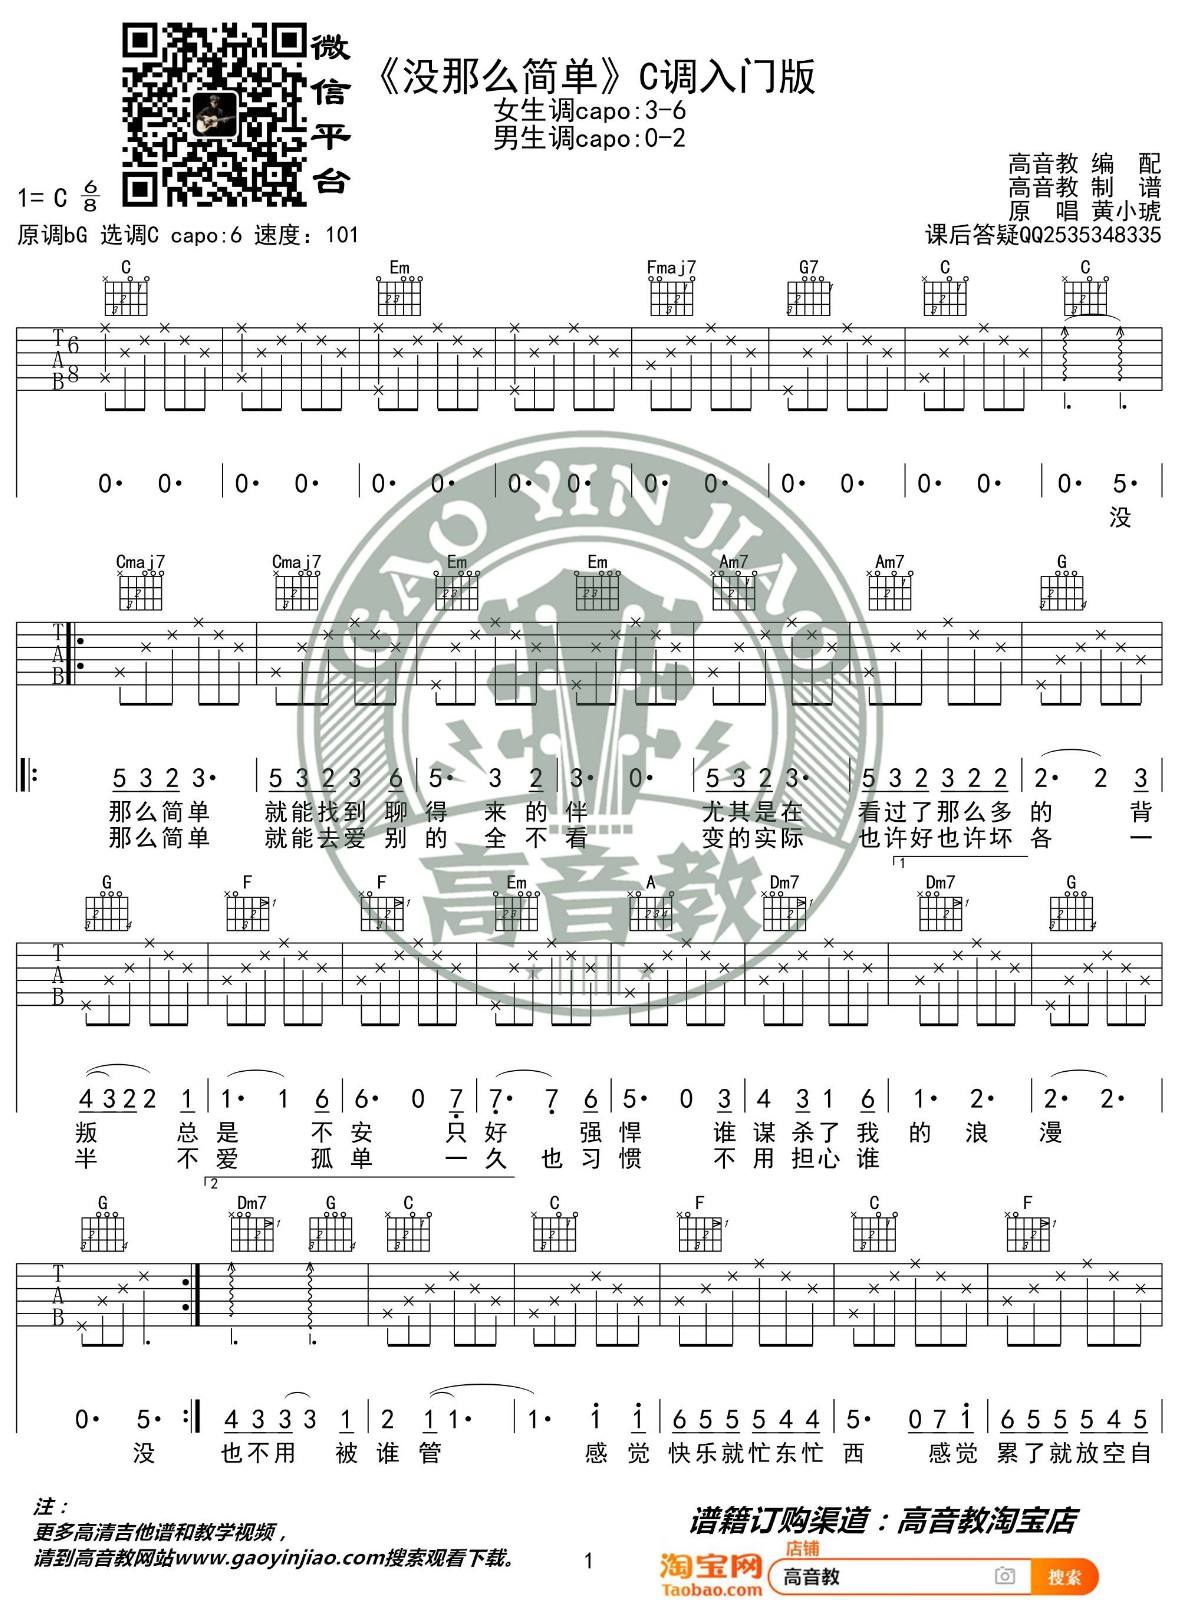 微信平台
《没那么简单》C调入门版
女生调capo:3-6
男生调capo:0-2
高音教 编 配
高音教 制 谱
原 唱 黄小琥
课后答疑QQ2535348335
1= C 6/8
原调bG 选调C capo:6 速度：101
C Em Fmaj7 G7 C C
T A B 6 8
0· 0· 0· 0· 0· 0· 0· 0· 0· 0· 0· 0· 0· 0· 0· 5·
没
Cmaj7 Cmaj7 Em Em Am7 Am7 G
T A B
5 3 2 3· 5 3 2 3 6 5· 3 2 3· 0· 5 3 2 3· 5 3 2 3 2 2 2· 2 3
那么简单 就能找到 聊 得 来 的 伴 尤其是在 看过了那么多 的 背
那么简单 就能去爱 别 的 全 不 看 变的实际 也许好也许坏 各 一
1
G F F Em A Dm7 Dm7 G
T A B
4 3 2 2 1 1· 1 6 6· 0 7 7· 7 6 5· 0 3 4 3 1 6 1· 2· 2· 2·
叛 总 是 不 安 只 好 强 悍 谁 谋 杀 了 我 的 浪 漫
半 不 爱 孤 单 一 久 也 习 惯 不 用 担 心 谁
2
G Dm7 G C C F C F
T A B
0· 5· 4 3 3 3 1 2 1 1· 1· 1 1 6 5 5 5 4 4 5· 0 7 1 6 5 5 5 4 5
没 也不用 被 谁 管 感 觉 快乐就忙东忙 西 感觉 累了就放空自
注：
更多高清吉他谱和教学视频，
请到高音教网站www.gaoyinjiao.com搜索观看下载。
1
谱籍订购渠道：高音教淘宝店
淘宝网
Taobao.com
店铺
高音教
搜索
GAO YIN JIAO
高音教